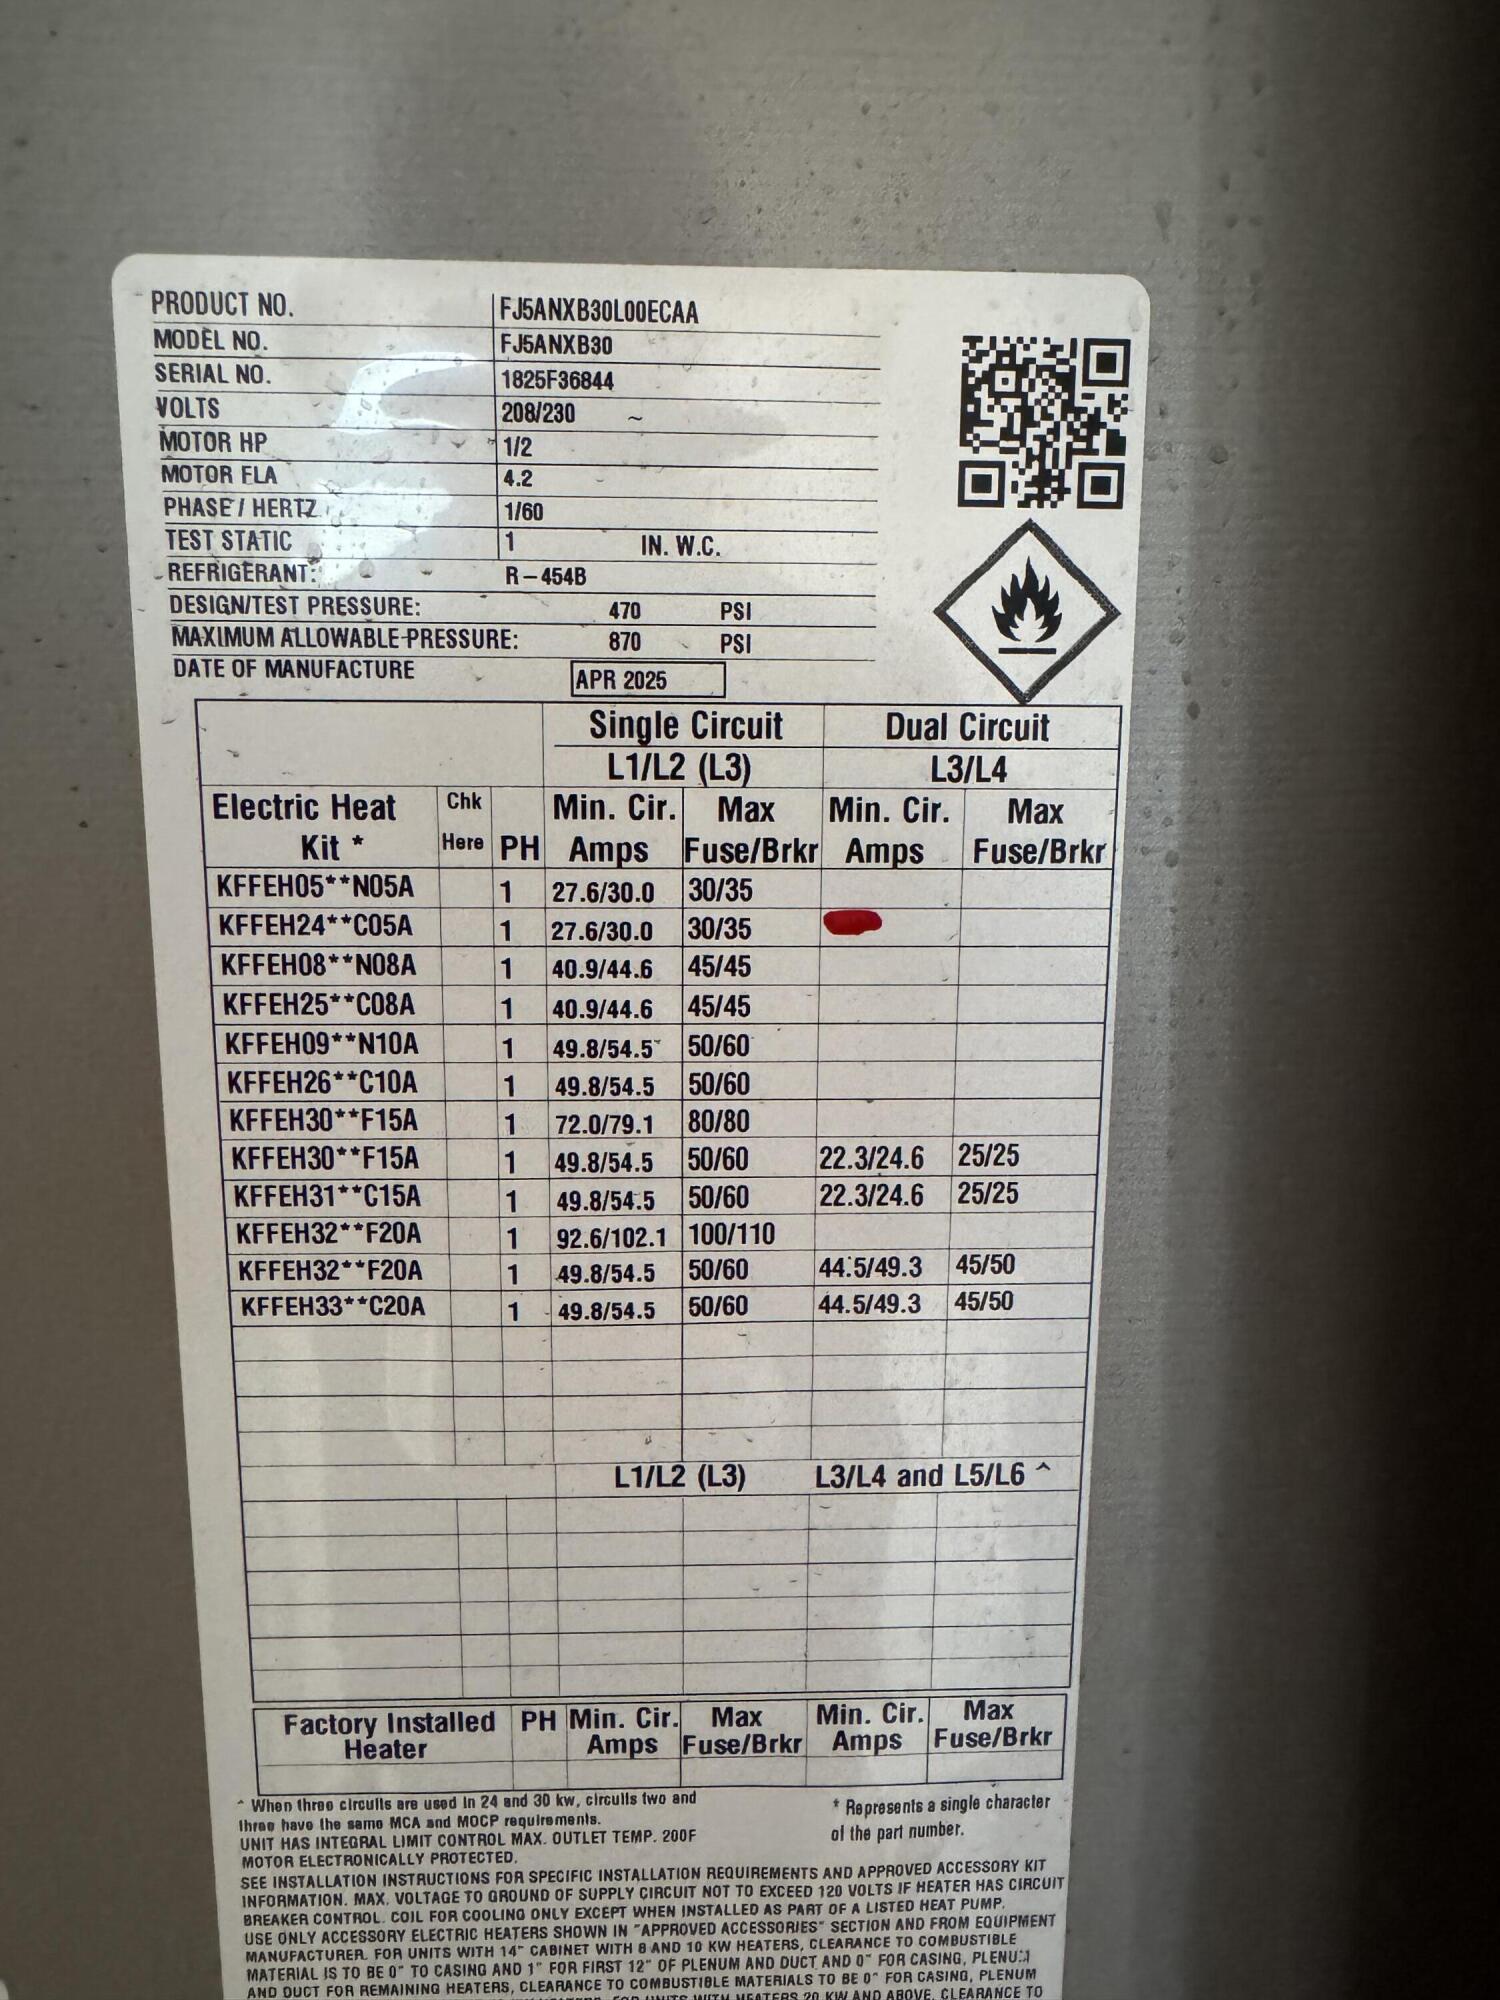 PRODUCT NO. FJ5ANXB30L00ECAA
MODEL NO. FJ5ANXB30
SERIAL NO. 1825F36844
VOLTS 208/230 ~
MOTOR HP 1/2
MOTOR FLA 4.2
PHASE / HERTZ 1/60
TEST STATIC 1 IN. W.C.
REFRIGERANT: R-454B
DESIGN/TEST PRESSURE: 470 PSI
MAXIMUM ALLOWABLE PRESSURE: 870 PSI
DATE OF MANUFACTURE APR 2025
Single Circuit Dual Circuit
L1/L2 (L3) L3/L4
Electric Heat Chk Min. Cir. Max Min. Cir. Max
Kit * Here PH Amps Fuse/Brkr Amps Fuse/Brkr
KFFEH05**N05A 1 27.6/30.0 30/35
KFFEH24**C05A 1 27.6/30.0 30/35
KFFEH08**N08A 1 40.9/44.6 45/45
KFFEH25**C08A 1 40.9/44.6 45/45
KFFEH09**N10A 1 49.8/54.5 50/60
KFFEH26**C10A 1 49.8/54.5 50/60
KFFEH30**F15A 1 72.0/79.1 80/80
KFFEH30**F15A 1 49.8/54.5 50/60 22.3/24.6 25/25
KFFEH31**C15A 1 49.8/54.5 50/60 22.3/24.6 25/25
KFFEH32**F20A 1 92.6/102.1 100/110
KFFEH32**F20A 1 49.8/54.5 50/60 44.5/49.3 45/50
KFFEH33**C20A 1 49.8/54.5 50/60 44.5/49.3 45/50
L1/L2 (L3) L3/L4 and L5/L6 ^
Factory Installed PH Min. Cir. Max Min. Cir. Max
Heater Amps Fuse/Brkr Amps Fuse/Brkr
^ When three circuits are used in 24 and 30 kw, circuits two and
three have the same MCA and MOCP requirements.
* Represents a single character
of the part number.
UNIT HAS INTEGRAL LIMIT CONTROL MAX. OUTLET TEMP. 200F
MOTOR ELECTRONICALLY PROTECTED.
SEE INSTALLATION INSTRUCTIONS FOR SPECIFIC INSTALLATION REQUIREMENTS AND APPROVED ACCESSORY KIT
INFORMATION. MAX. VOLTAGE TO GROUND OF SUPPLY CIRCUIT NOT TO EXCEED 120 VOLTS IF HEATER HAS CIRCUIT
BREAKER CONTROL. COIL FOR COOLING ONLY EXCEPT WHEN INSTALLED AS PART OF A LISTED HEAT PUMP.
USE ONLY ACCESSORY ELECTRIC HEATERS SHOWN IN "APPROVED ACCESSORIES" SECTION AND FROM EQUIPMENT
MANUFACTURER. FOR UNITS WITH 14" CABINET WITH 8 AND 10 KW HEATERS, CLEARANCE TO COMBUSTIBLE
MATERIAL IS TO BE 0" TO CASING AND 1" FOR FIRST 12" OF PLENUM AND DUCT AND 0" FOR CASING, PLENUM
AND DUCT FOR REMAINING HEATERS, CLEARANCE TO COMBUSTIBLE MATERIALS TO BE 0" FOR CASING, PLENUM
FOR UNITS WITH HEATERS 20 KW AND ABOVE, CLEARANCE TO